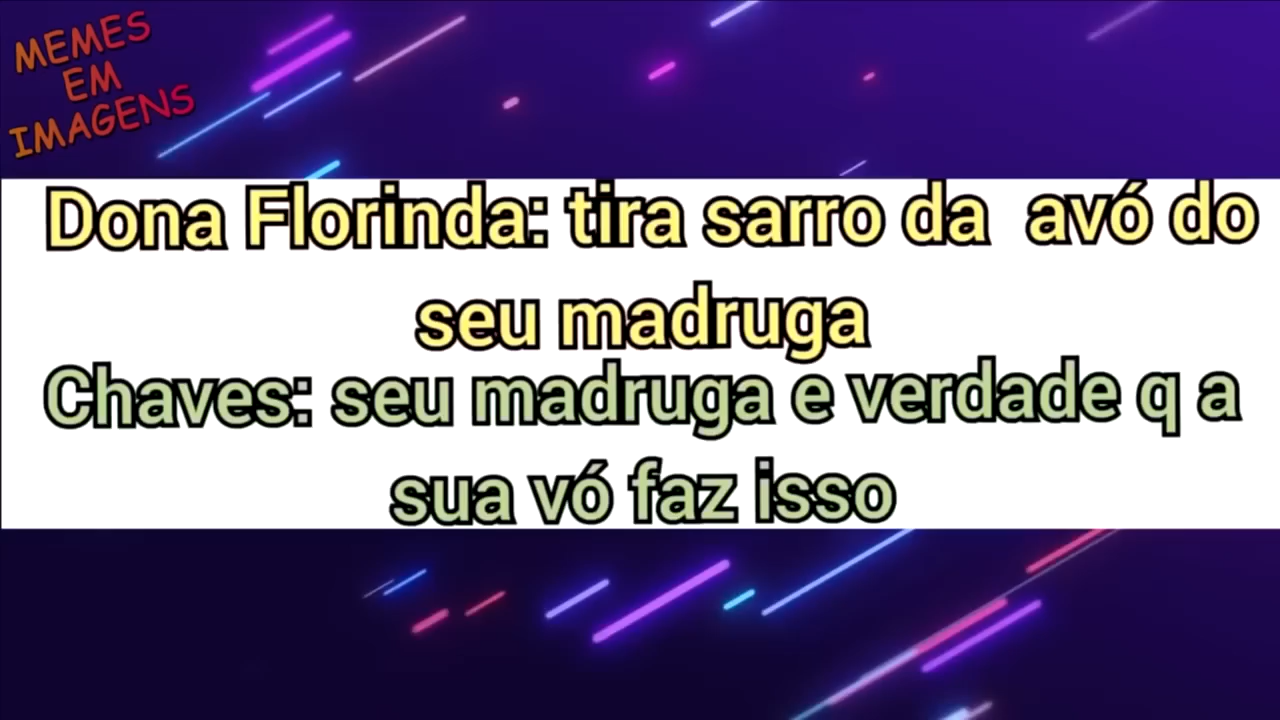 MEMES
EM
IMAGENS
Dona Florinda: tira sarro da avó do
seu madruga
Chaves: seu madruga e verdade q a
sua vó faz isso